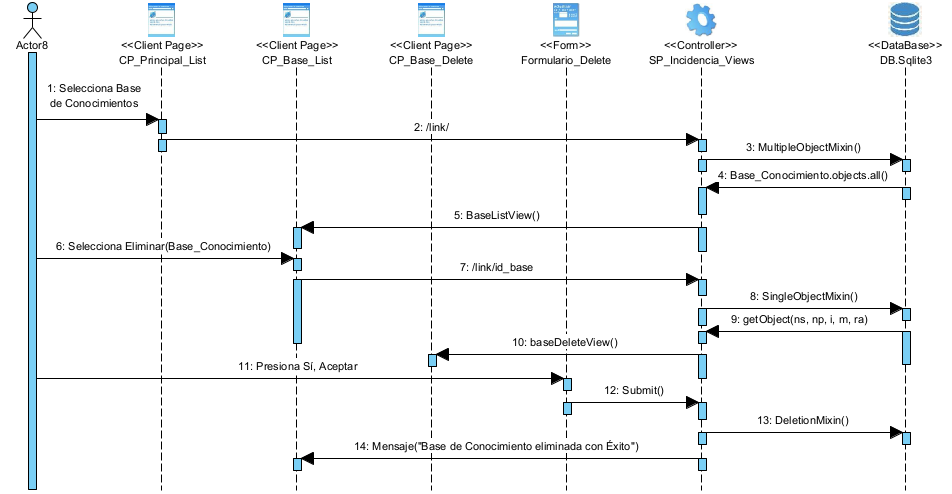 Actor8
<<Client Page>>
CP_Principal_List
<<Client Page>>
CP_Base_List
<<Client Page>>
CP_Base_Delete
<<Form>>
Formulario_Delete
<<Controller>>
SP_Incidencia_Views
<<DataBase>>
DB.Sqlite3
1: Selecciona Base
de Conocimientos
2: /link/
3: MultipleObjectMixin()
4: Base_Conocimiento.objects.all()
5: BaseListView()
6: Selecciona Eliminar(Base_Conocimiento)
7: /link/id_base
8: SingleObjectMixin()
9: getObject(ns, np, i, m, ra)
10: baseDeleteView()
11: Presiona Sí, Aceptar
12: Submit()
13: DeletionMixin()
14: Mensaje("Base de Conocimiento eliminada con Éxito")